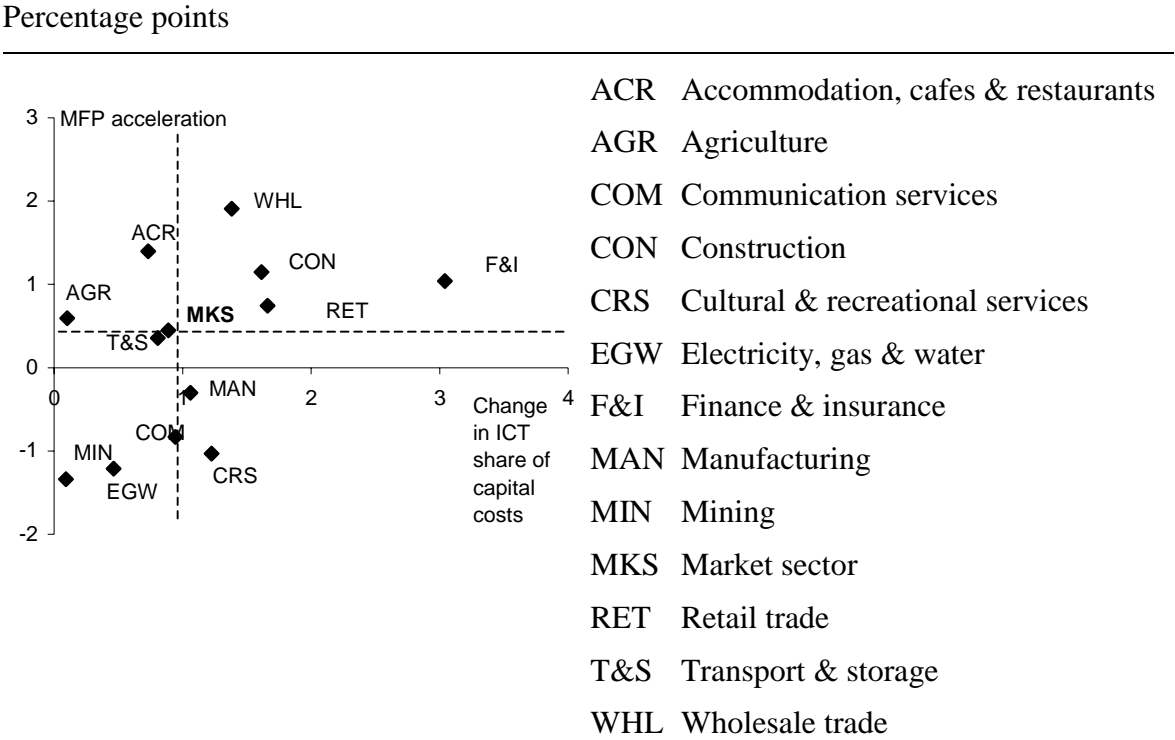 Percentage points
MFP acceleration
3
2
1
0
-1
-2
0
1
2
3
4
WHL
ACR
CON
F&I
AGR
MKS
RET
T&S
MAN
COM
MIN
EGW
CRS
Change
in ICT
share of
capital
costs
ACR Accommodation, cafes & restaurants
AGR Agriculture
COM Communication services
CON Construction
CRS Cultural & recreational services
EGW Electricity, gas & water
F&I Finance & insurance
MAN Manufacturing
MIN Mining
MKS Market sector
RET Retail trade
T&S Transport & storage
WHL Wholesale trade